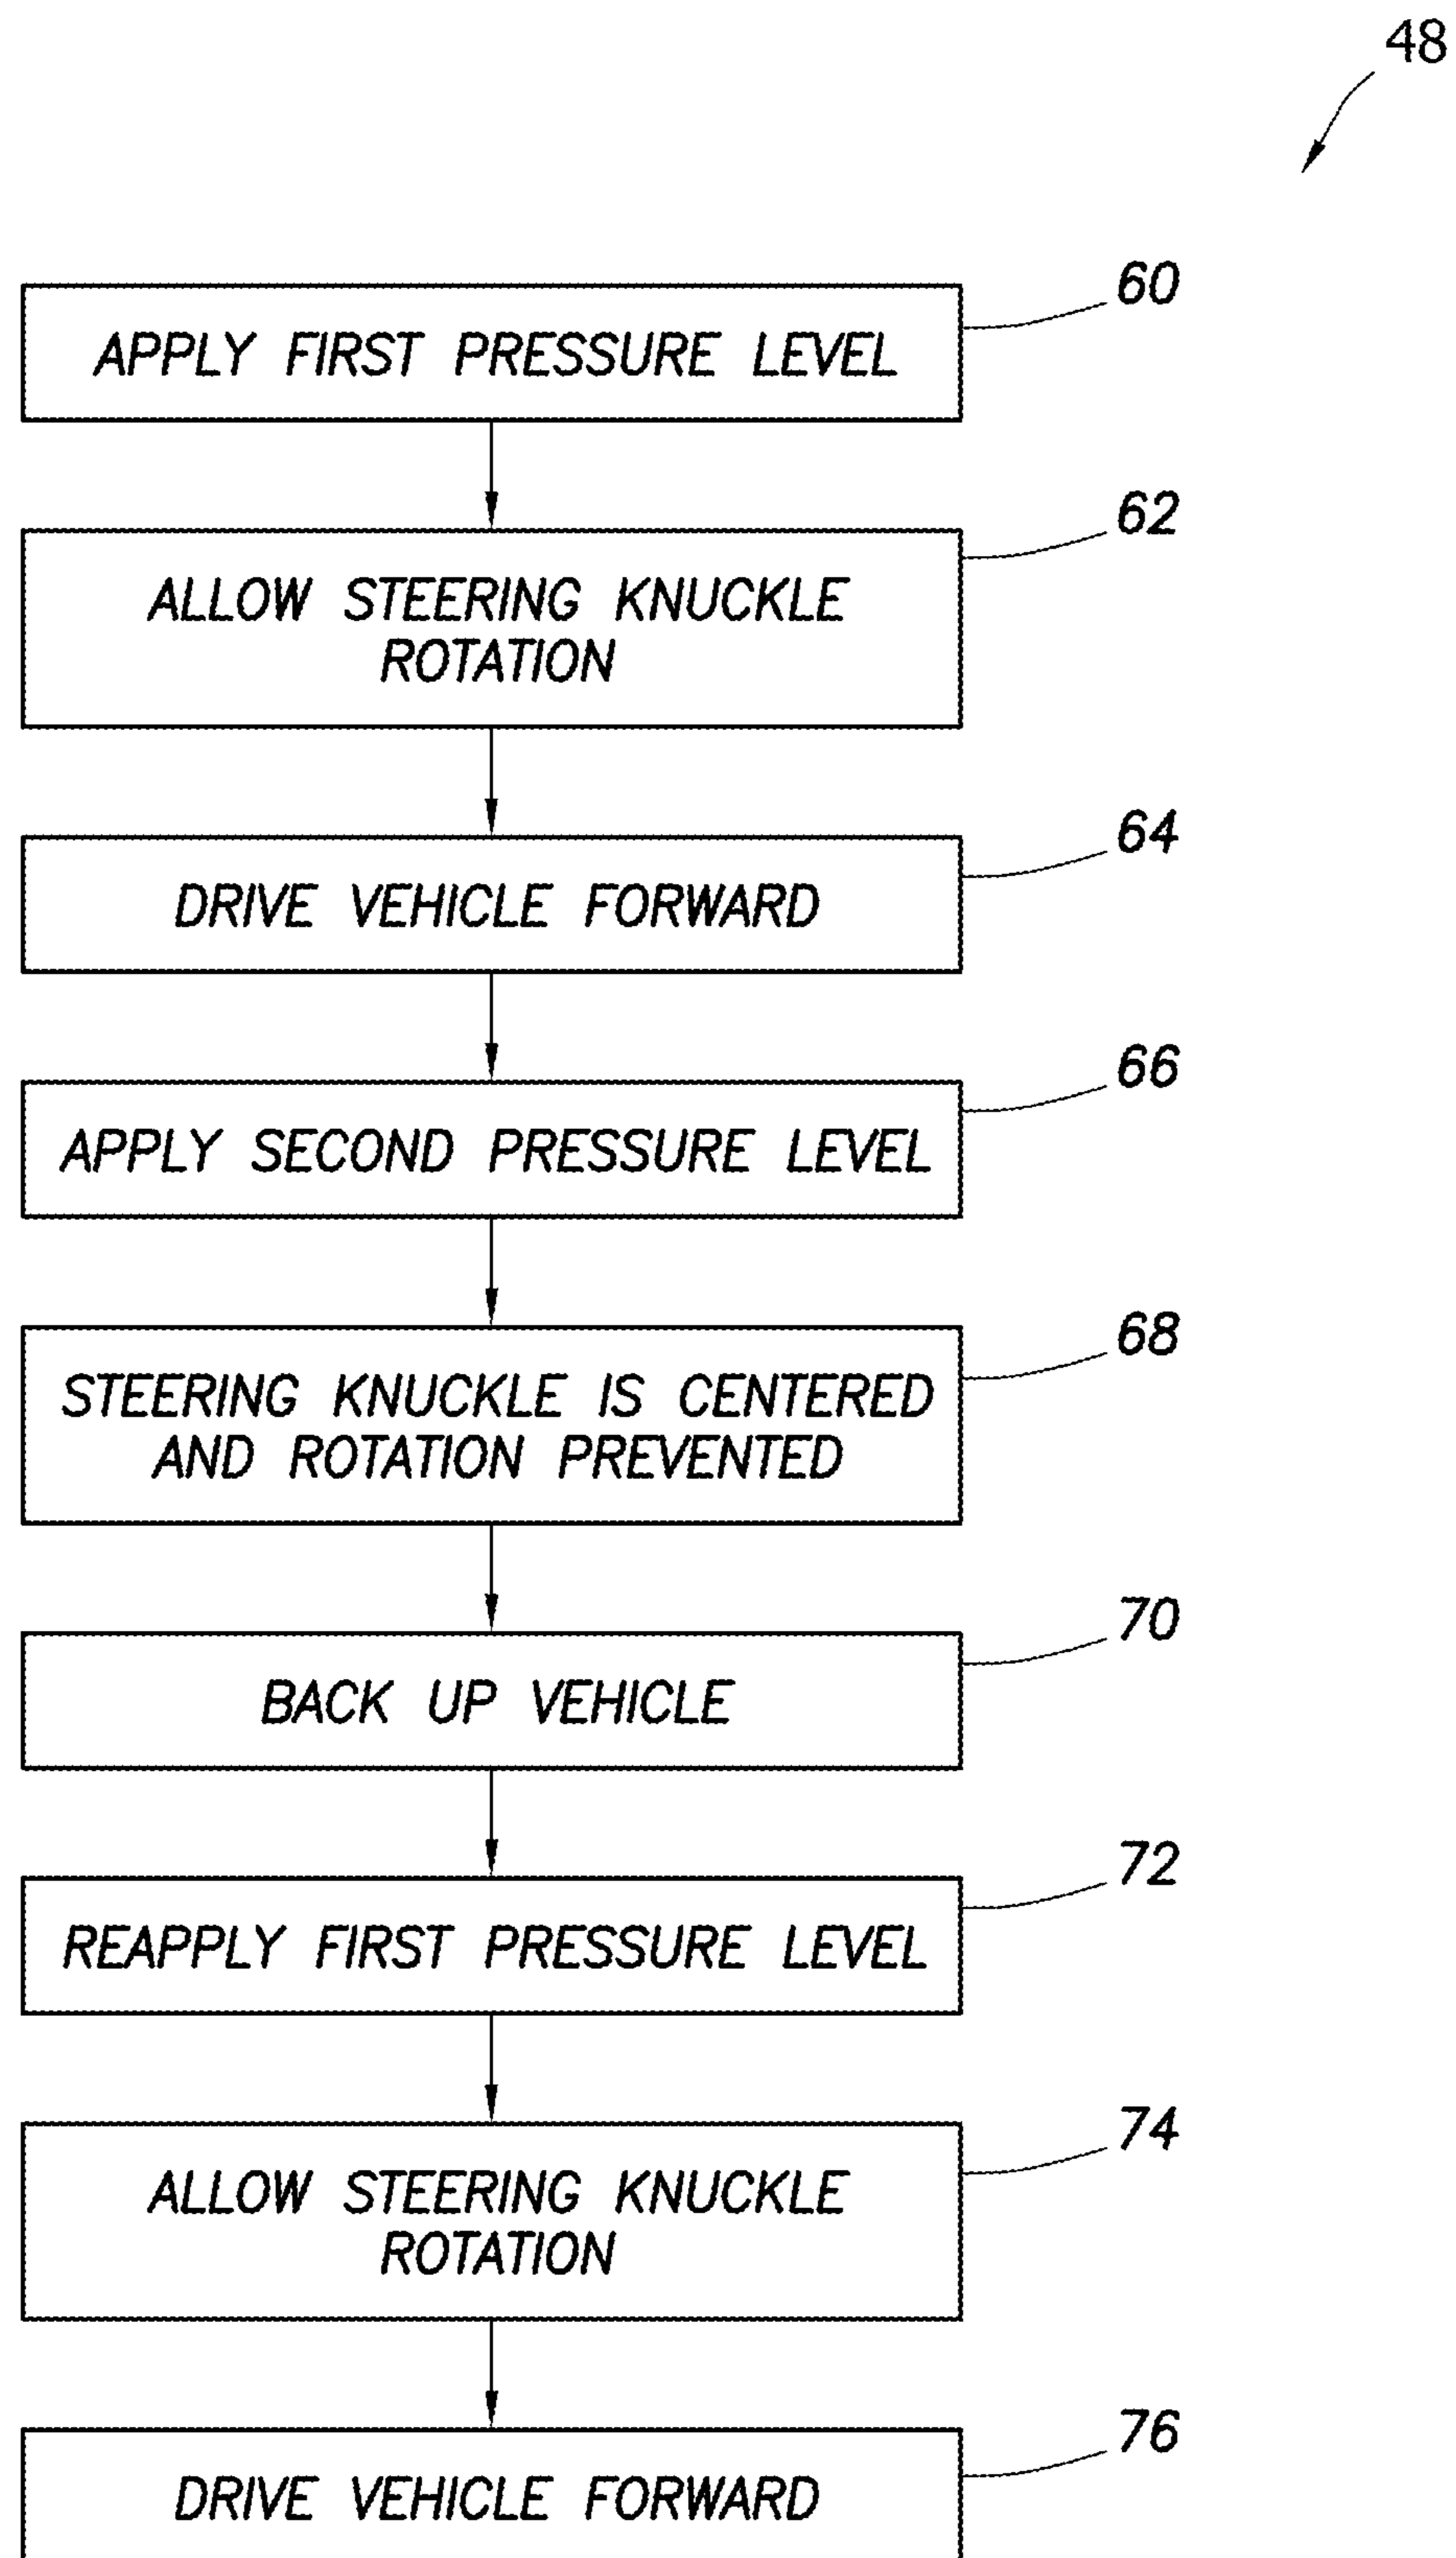 48
60
APPLY FIRST PRESSURE LEVEL
62
ALLOW STEERING KNUCKLE
ROTATION
64
DRIVE VEHICLE FORWARD
66
APPLY SECOND PRESSURE LEVEL
68
STEERING KNUCKLE IS CENTERED
AND ROTATION PREVENTED
70
BACK UP VEHICLE
72
REAPPLY FIRST PRESSURE LEVEL
74
ALLOW STEERING KNUCKLE
ROTATION
76
DRIVE VEHICLE FORWARD